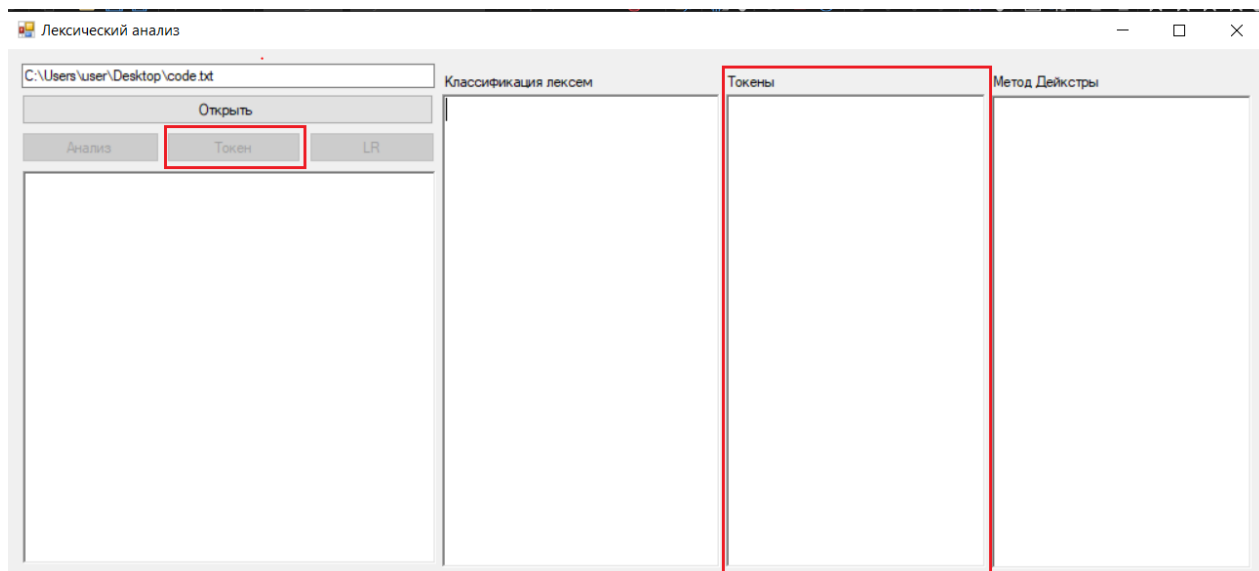 Лексический анализ
C:\Users\user\Desktop\code.txt
Открыть
Анализ Токен LR
Классификация лексем
Токены
Метод Дейкстры